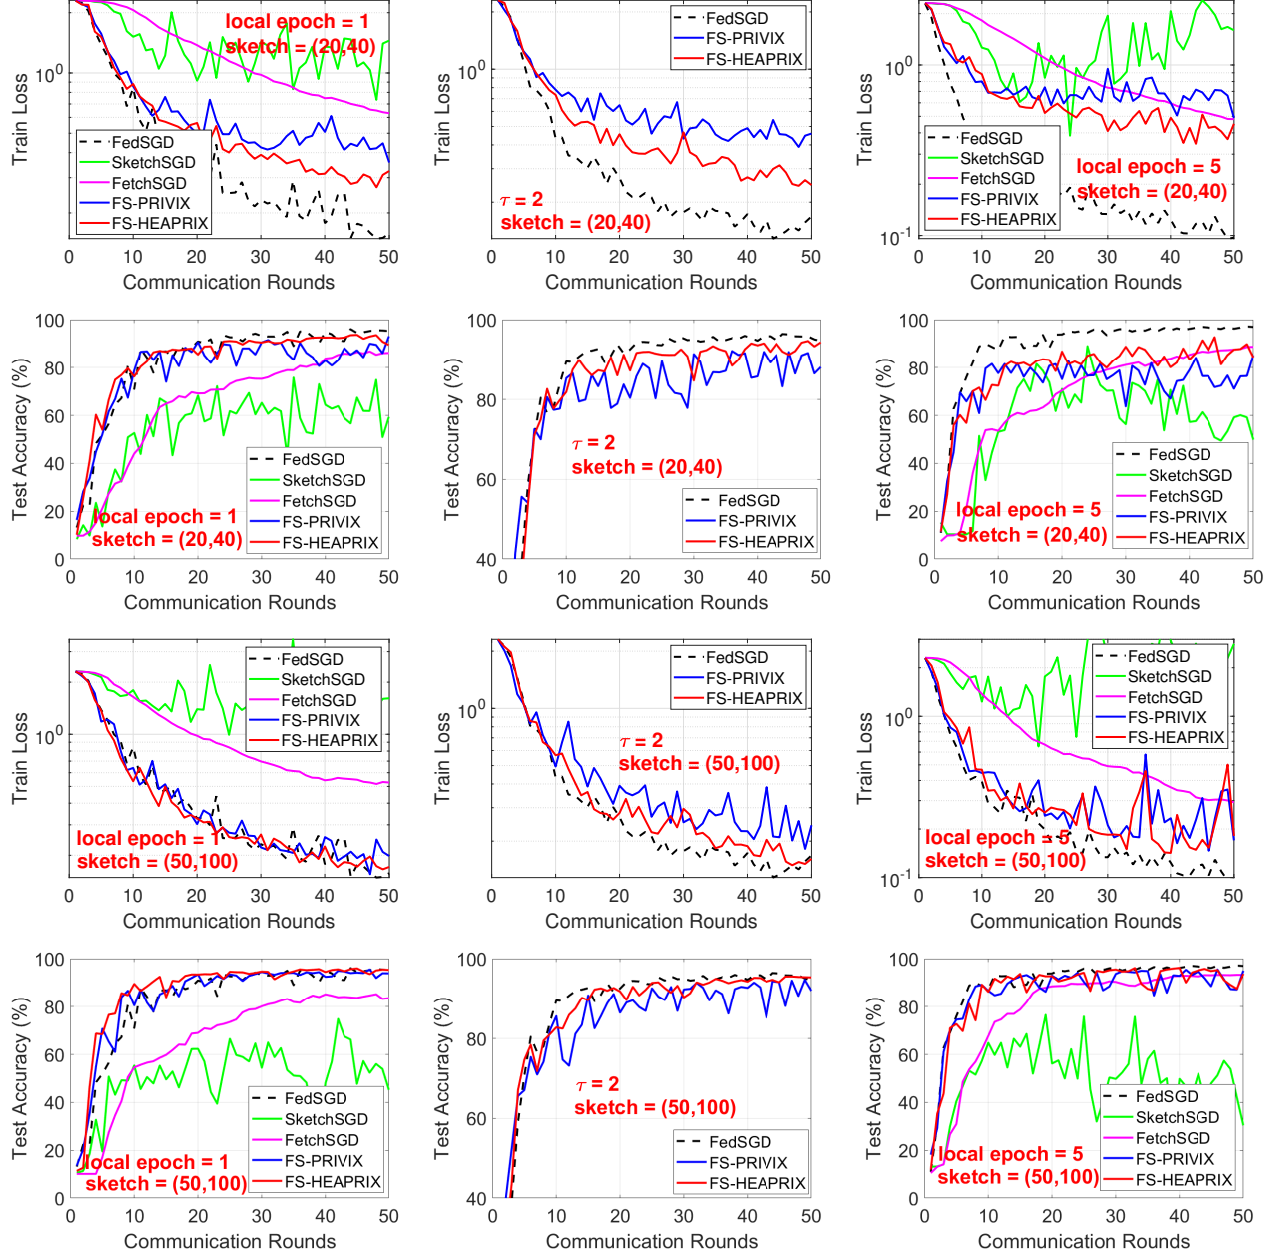 local epoch = 1
sketch = (20,40)
Train Loss
10^0
FedSGD
SketchSGD
FetchSGD
FS-PRIVIX
FS-HEAPRIX
0 10 20 30 40 50
Communication Rounds
FedSGD
FS-PRIVIX
FS-HEAPRIX
Train Loss
10^0
τ = 2
sketch = (20,40)
0 10 20 30 40 50
Communication Rounds
Train Loss
10^0
FedSGD
SketchSGD
FetchSGD
FS-PRIVIX
FS-HEAPRIX
local epoch = 5
sketch = (20,40)
10^-1
0 10 20 30 40 50
Communication Rounds
100
80
60
40
20
0
Test Accuracy (%)
FedSGD
SketchSGD
FetchSGD
FS-PRIVIX
FS-HEAPRIX
local epoch = 1
sketch = (20,40)
0 10 20 30 40 50
Communication Rounds
100
80
60
40
Test Accuracy (%)
τ = 2
sketch = (20,40)
FedSGD
FS-PRIVIX
FS-HEAPRIX
0 10 20 30 40 50
Communication Rounds
100
80
60
40
20
0
Test Accuracy (%)
FedSGD
SketchSGD
FetchSGD
FS-PRIVIX
FS-HEAPRIX
local epoch = 5
sketch = (20,40)
0 10 20 30 40 50
Communication Rounds
Train Loss
10^0
FedSGD
SketchSGD
FetchSGD
FS-PRIVIX
FS-HEAPRIX
local epoch = 1
sketch = (50,100)
0 10 20 30 40 50
Communication Rounds
Train Loss
10^0
FedSGD
FS-PRIVIX
FS-HEAPRIX
τ = 2
sketch = (50,100)
0 10 20 30 40 50
Communication Rounds
Train Loss
10^0
FedSGD
SketchSGD
FetchSGD
FS-PRIVIX
FS-HEAPRIX
local epoch = 5
sketch = (50,100)
10^-1
0 10 20 30 40 50
Communication Rounds
100
80
60
40
20
0
Test Accuracy (%)
FedSGD
SketchSGD
FetchSGD
FS-PRIVIX
FS-HEAPRIX
local epoch = 1
sketch = (50,100)
0 10 20 30 40 50
Communication Rounds
100
80
60
40
Test Accuracy (%)
τ = 2
sketch = (50,100)
FedSGD
FS-PRIVIX
FS-HEAPRIX
0 10 20 30 40 50
Communication Rounds
100
80
60
40
20
0
Test Accuracy (%)
FedSGD
SketchSGD
FetchSGD
FS-PRIVIX
FS-HEAPRIX
local epoch = 5
sketch = (50,100)
0 10 20 30 40 50
Communication Rounds